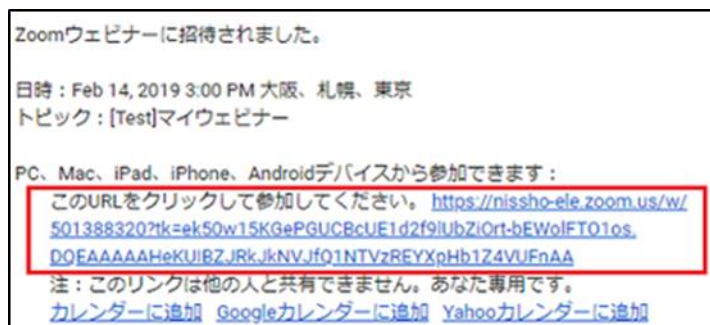 Zoomウェビナーに招待されました。
日時：Feb 14, 2019 3:00 PM 大阪、札幌、東京
トピック：[Test]マイウェビナー
PC、Mac、iPad、iPhone、Androidデバイスから参加できます：
このURLをクリックして参加してください。 https://nissho-ele.zoom.us/w/
501388320?tk=ek50w15KGePGUCBcUE1d2f9lUbZiOrt-bEWolFTO1os.
DQEAAAAAHeKUIBZJRkJkNVJfQ1NTVzREYXpHb1Z4VUFnAA
注：このリンクは他の人と共有できません。あなた専用です。
カレンダーに追加 Googleカレンダーに追加 Yahooカレンダーに追加